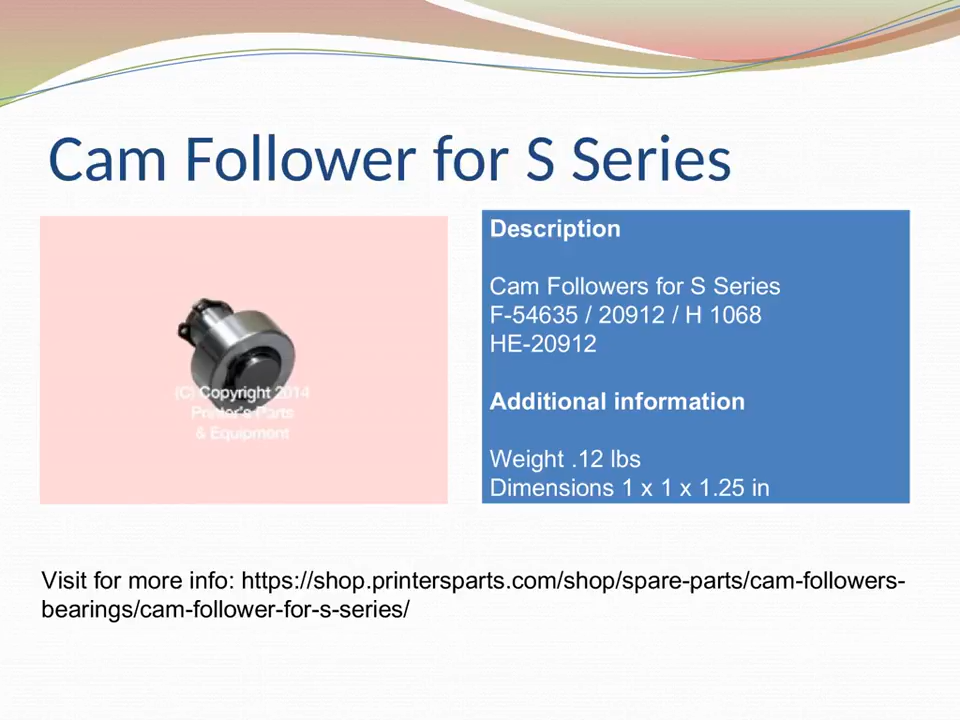 Cam Follower for S Series
(C) Copyright 2014
Printer's Parts
& Equipment
Description
Cam Followers for S Series
F-54635 / 20912 / H 1068
HE-20912
Additional information
Weight .12 lbs
Dimensions 1 x 1 x 1.25 in
Visit for more info: https://shop.printersparts.com/shop/spare-parts/cam-followers-
bearings/cam-follower-for-s-series/